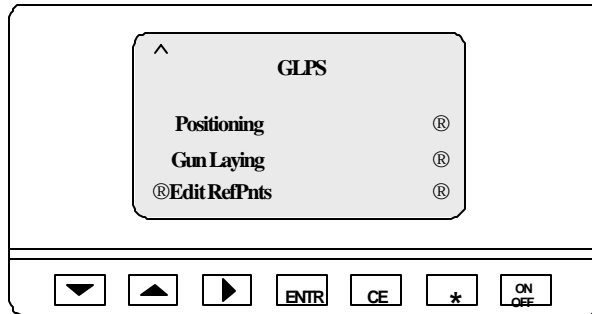 ^
GLPS
Positioning ®
Gun Laying ®
®Edit RefPnts ®
ENTR CE * ON OFF